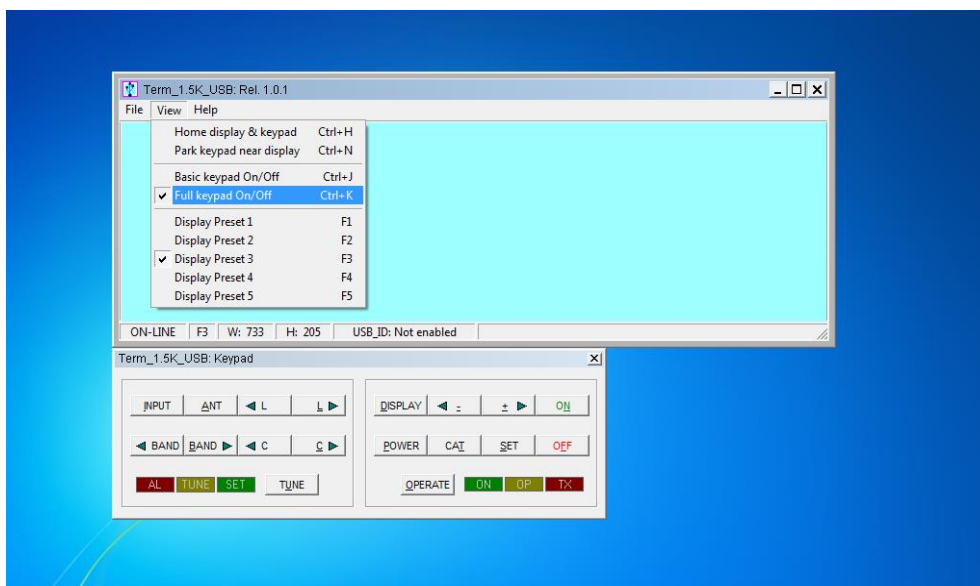 Term_1.5K_USB: Rel. 1.0.1
File View Help
Home display & keypad Ctrl+H
Park keypad near display Ctrl+N
Basic keypad On/Off Ctrl+J
Full keypad On/Off Ctrl+K
Display Preset 1 F1
Display Preset 2 F2
Display Preset 3 F3
Display Preset 4 F4
Display Preset 5 F5
ON-LINE F3 W: 733 H: 205 USB_ID: Not enabled
Term_1.5K_USB: Keypad
INPUT ANT ◀ L L ▶ DISPLAY ◀ - + ▶ ON
◀ BAND BAND ▶ ◀ C C ▶ POWER CAT SET OFF
AL TUNE SET TUNE OPERATE ON OP TX